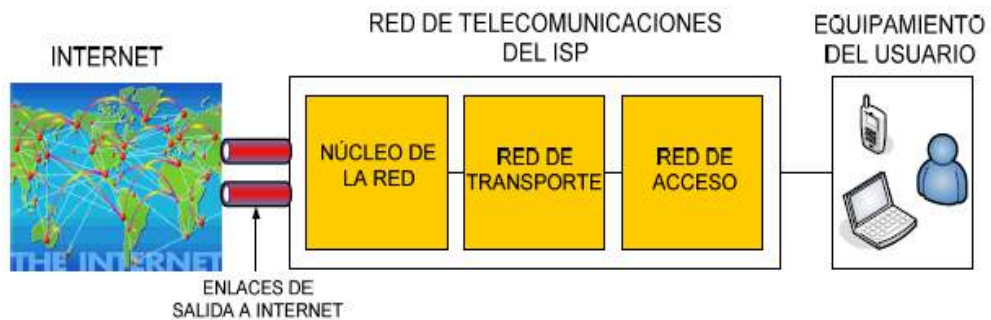 RED DE TELECOMUNICACIONES
DEL ISP
EQUIPAMIENTO
DEL USUARIO
INTERNET
NÚCLEO DE
LA RED
RED DE
TRANSPORTE
RED DE
ACCESO
THE INTERNET
ENLACES DE
SALIDA A INTERNET